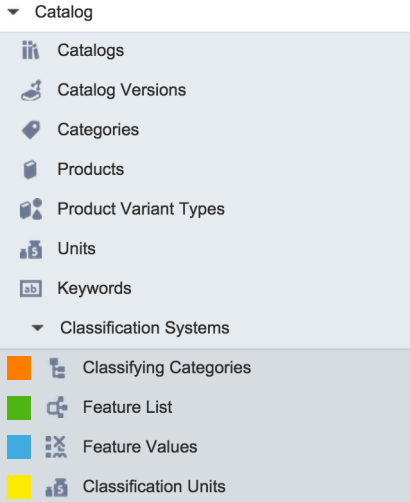 Catalog
Catalogs
Catalog Versions
Categories
Products
Product Variant Types
Units
Keywords
Classification Systems
Classifying Categories
Feature List
Feature Values
Classification Units